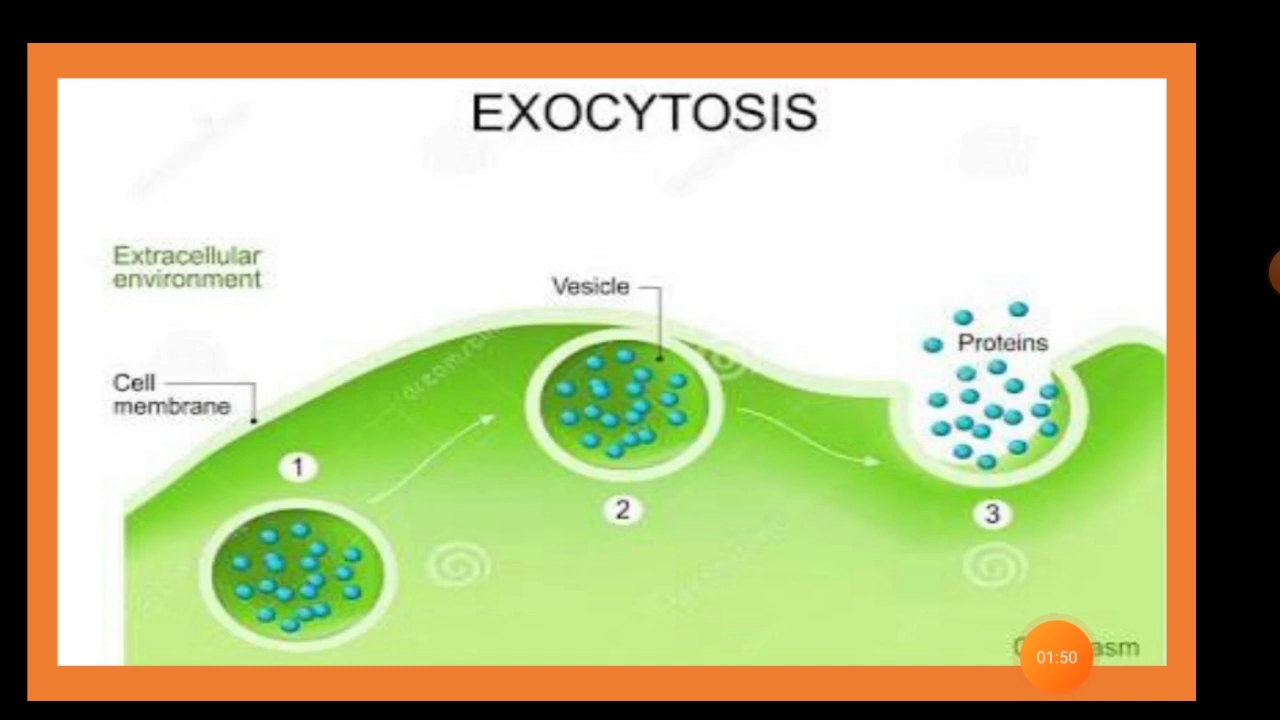 EXOCYTOSIS
Extracellular
environment
Vesicle
Proteins
Cell
membrane
1
2
3
01:50